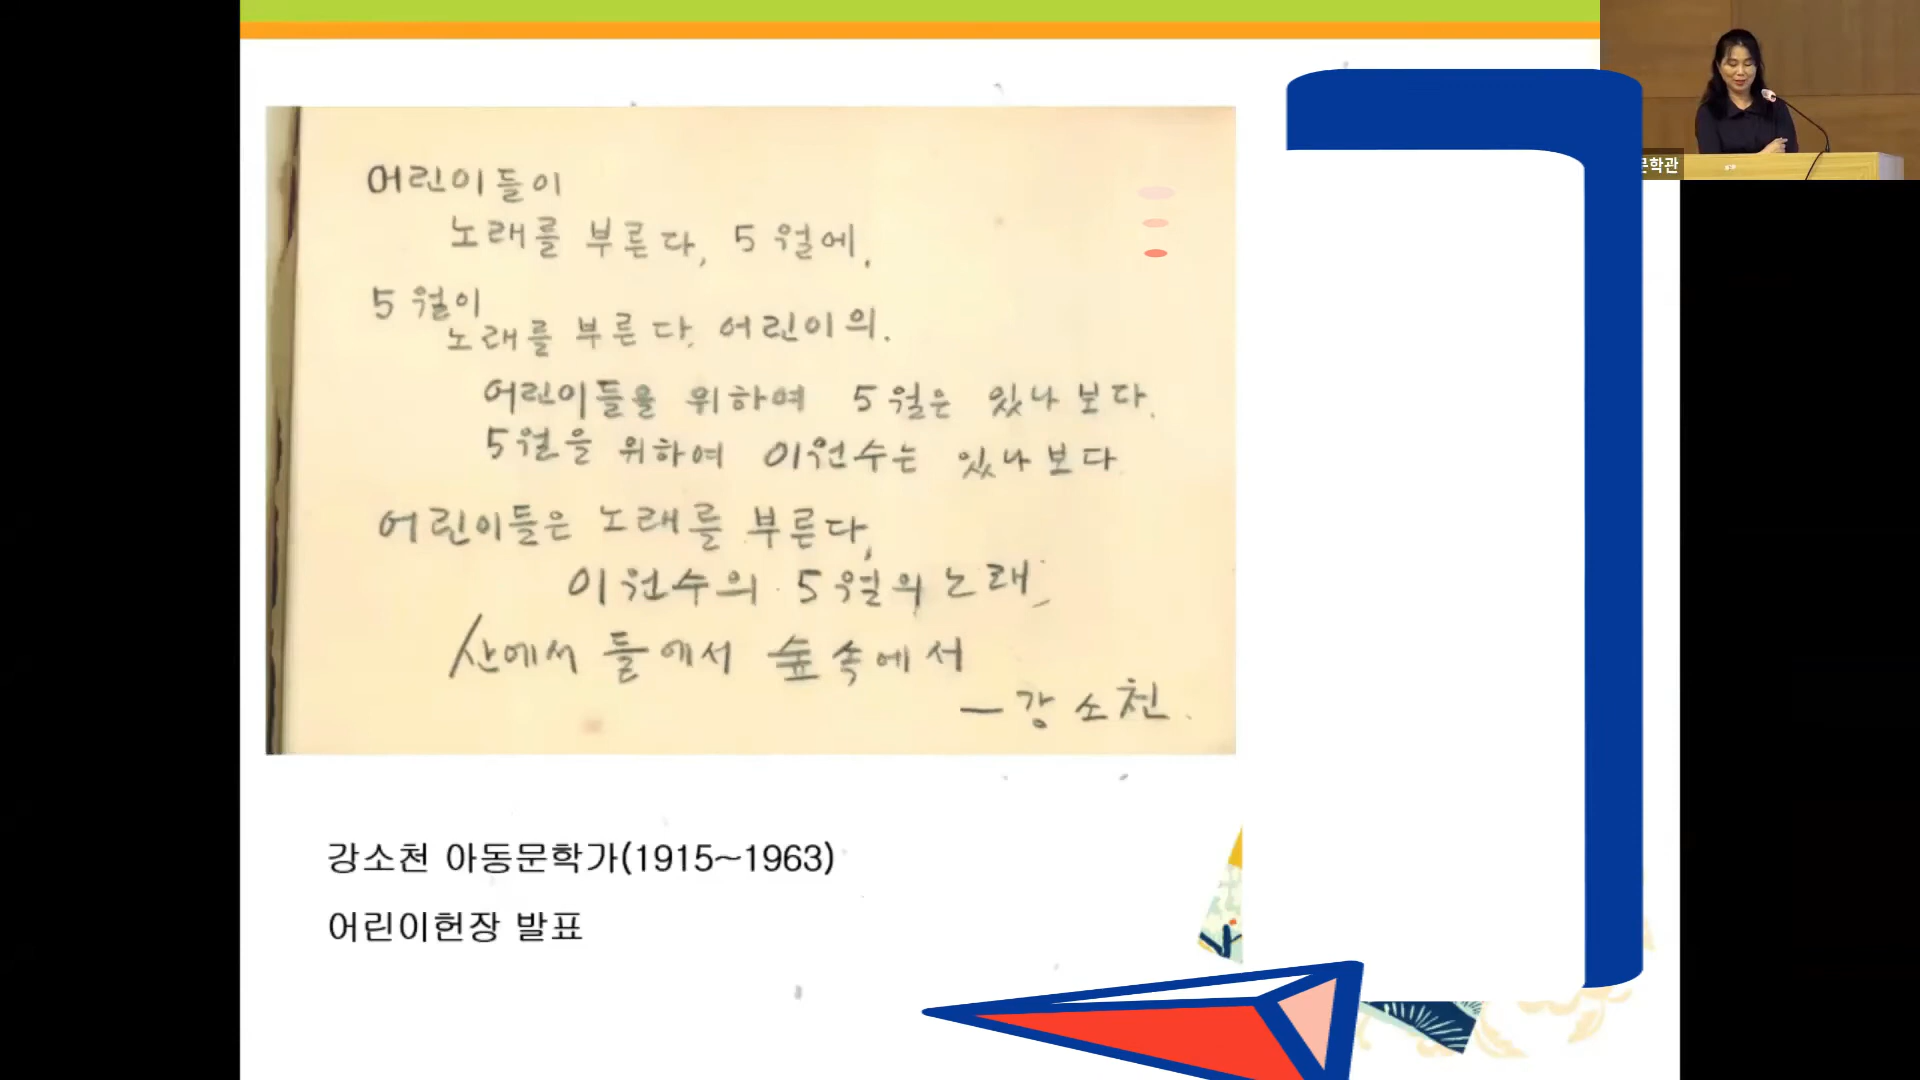 어린이들이
노래를 부른다, 5월에.
5월이
노래를 부른다. 어린이의.
어린이들을 위하여 5월은 있나 보다.
5월을 위하여 이원수는 있나 보다
어린이들은 노래를 부른다,
이원수의 5월의 노래,
산에서 들에서 숲속에서
— 강소천.
강소천 아동문학가(1915~1963)
어린이헌장 발표
문학관